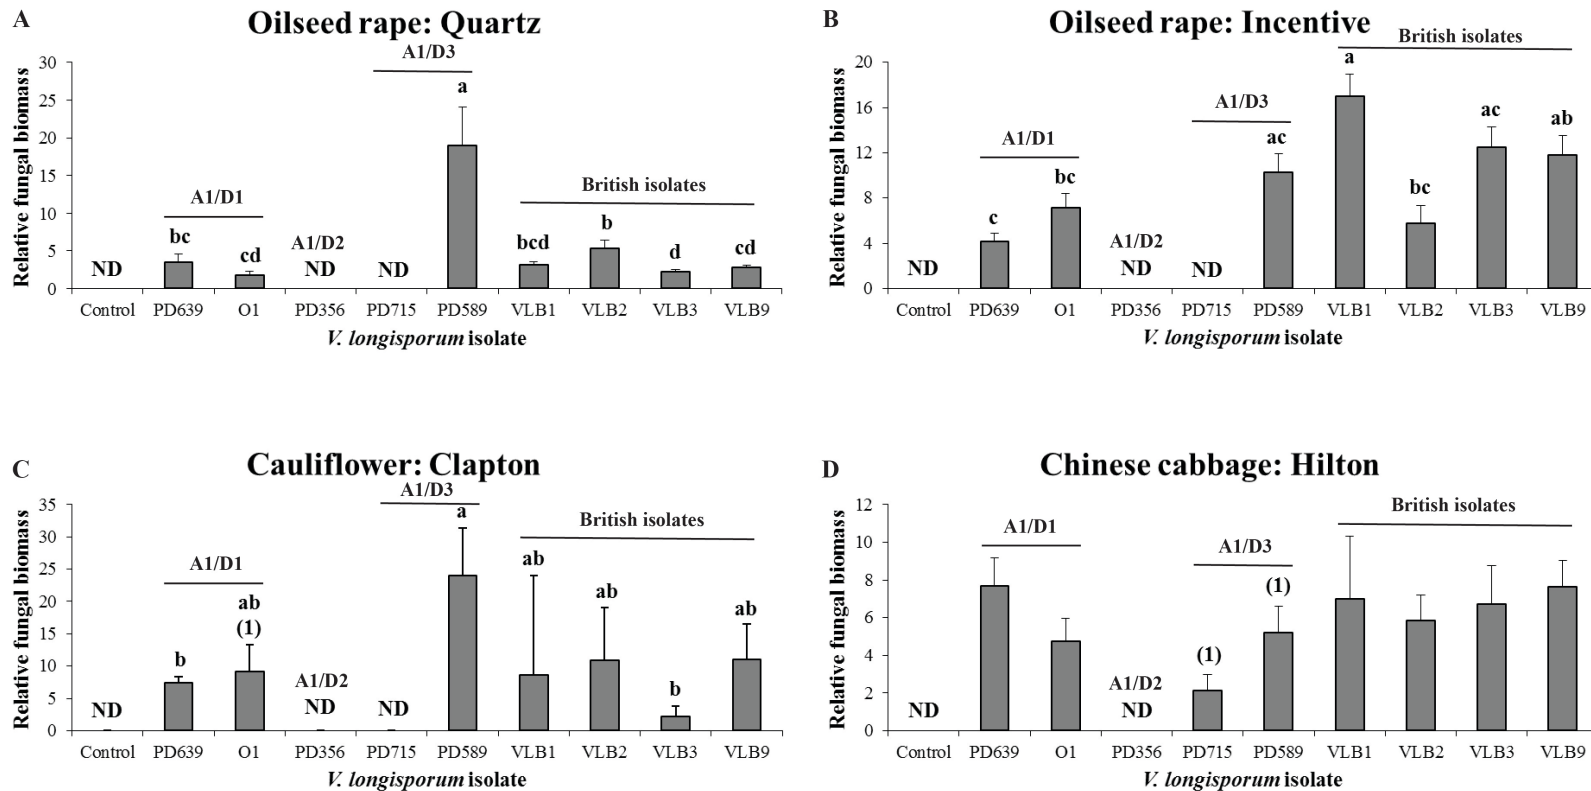 A
Oilseed rape: Quartz
A1/D3
30
25
20
15
10
5
0
Relative fungal biomass
a
A1/D1
British isolates
bc
cd
A1/D2
ND
ND
ND
bcd
b
d
cd
Control PD639 O1 PD356 PD715 PD589 VLB1 VLB2 VLB3 VLB9
V. longisporum isolate
B
Oilseed rape: Incentive
British isolates
20
16
12
8
4
0
Relative fungal biomass
a
A1/D3
A1/D1
ac
ac
ab
bc
bc
c
A1/D2
ND
ND
ND
Control PD639 O1 PD356 PD715 PD589 VLB1 VLB2 VLB3 VLB9
V. longisporum isolate
C
Cauliflower: Clapton
A1/D3
35
30
25
20
15
10
5
0
Relative fungal biomass
a
British isolates
A1/D1
ab
ab
ab
ab
(1)
b
b
A1/D2
ND
ND
ND
Control PD639 O1 PD356 PD715 PD589 VLB1 VLB2 VLB3 VLB9
V. longisporum isolate
D
Chinese cabbage: Hilton
British isolates
12
10
8
6
4
2
0
Relative fungal biomass
A1/D1
A1/D3
(1)
(1)
A1/D2
ND
ND
Control PD639 O1 PD356 PD715 PD589 VLB1 VLB2 VLB3 VLB9
V. longisporum isolate